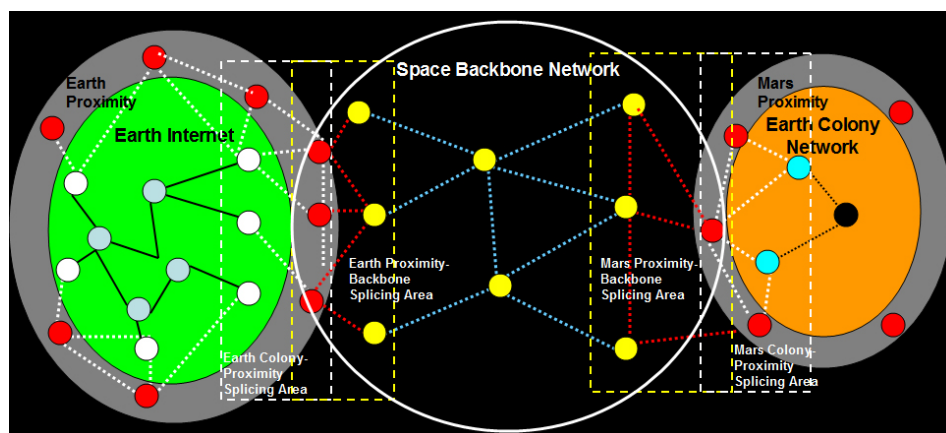 Earth
Proximity
Earth Internet
Space Backbone Network
Mars
Proximity
Earth Colony
Network
Earth Proximity-
Backbone
Splicing Area
Mars Proximity-
Backbone
Splicing Area
Earth Colony-
Proximity
Splicing Area
Mars Colony-
Proximity
Splicing Area